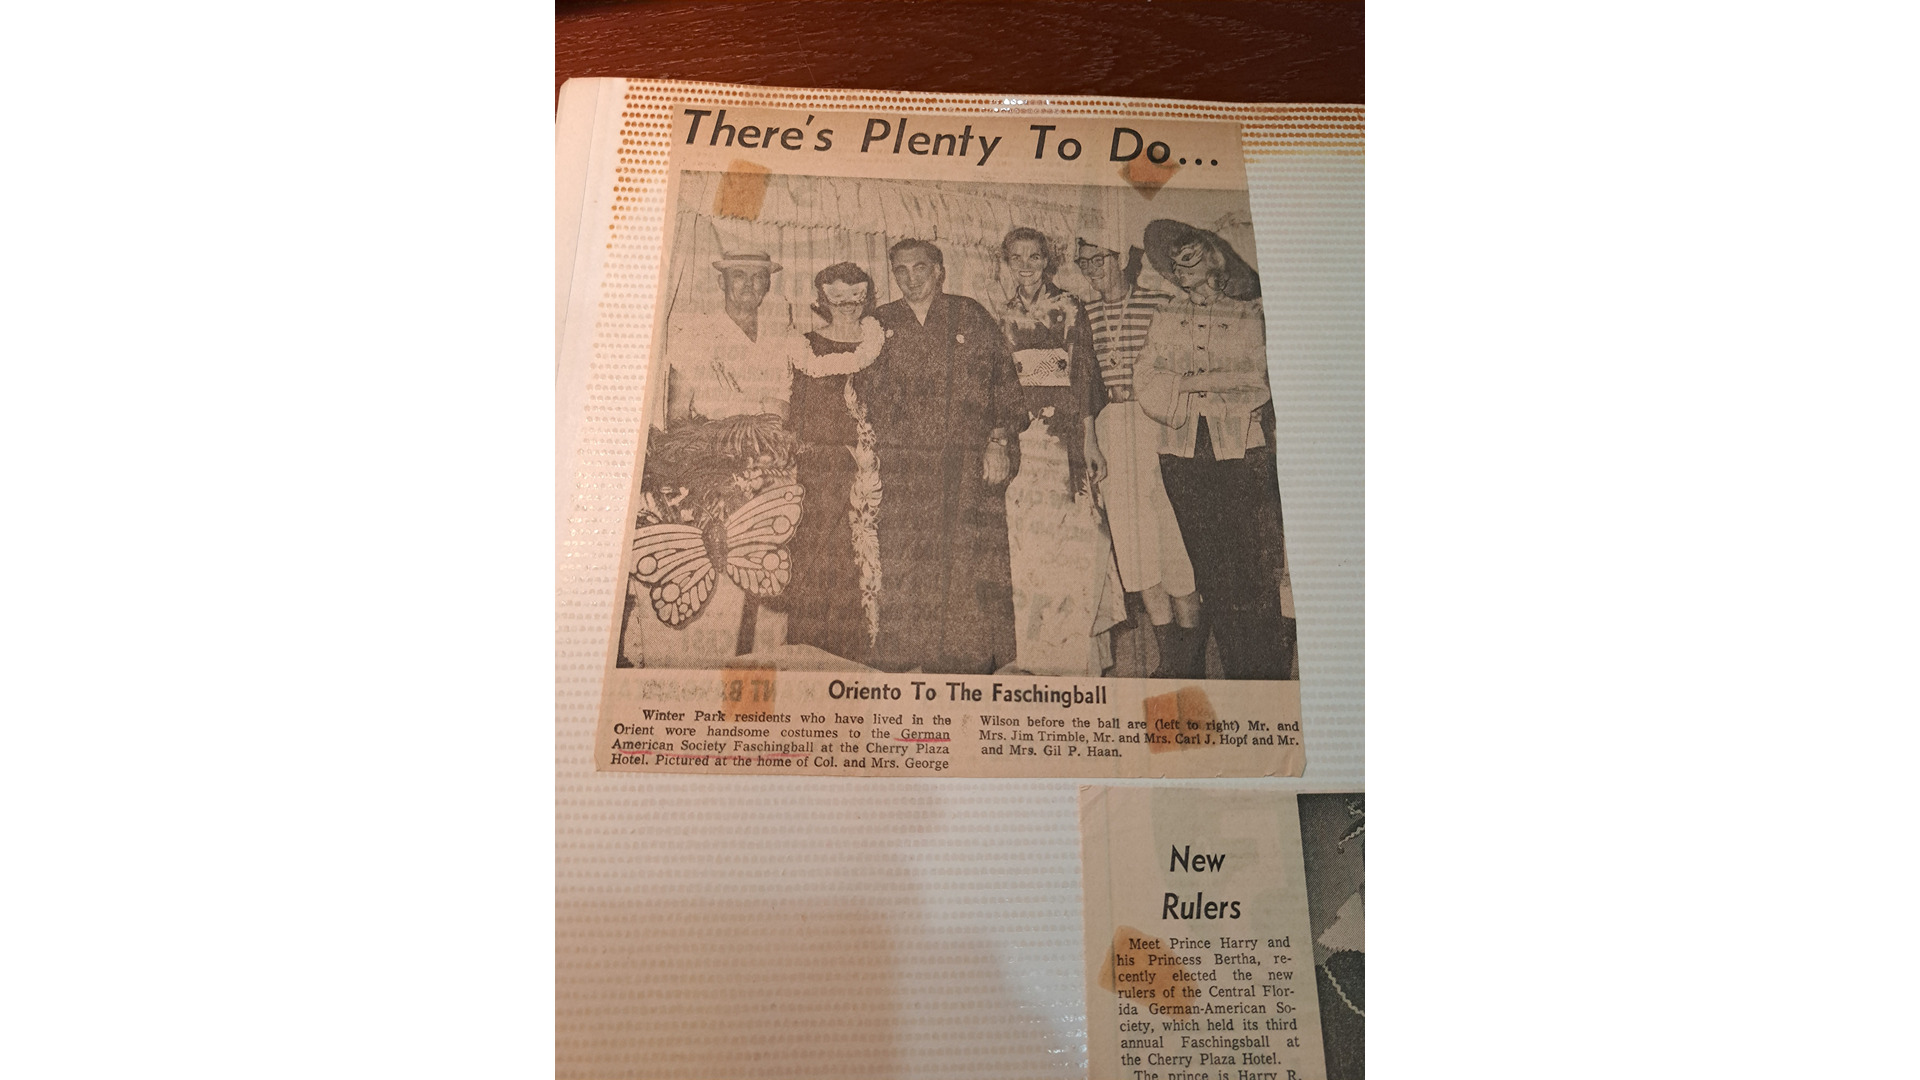 There's Plenty To Do...
Oriento To The Faschingball
Winter Park residents who have lived in the
Orient wore handsome costumes to the German
American Society Faschingball at the Cherry Plaza
Hotel. Pictured at the home of Col. and Mrs. George
Wilson before the ball are (left to right) Mr. and
Mrs. Jim Trimble, Mr. and Mrs. Carl J. Hopf and Mr.
and Mrs. Gil P. Haan.
New
Rulers
Meet Prince Harry and
his Princess Bertha, re-
cently elected the new
rulers of the Central Flor-
ida German-American So-
ciety, which held its third
annual Faschingsball at
the Cherry Plaza Hotel.
The prince is Harry R.